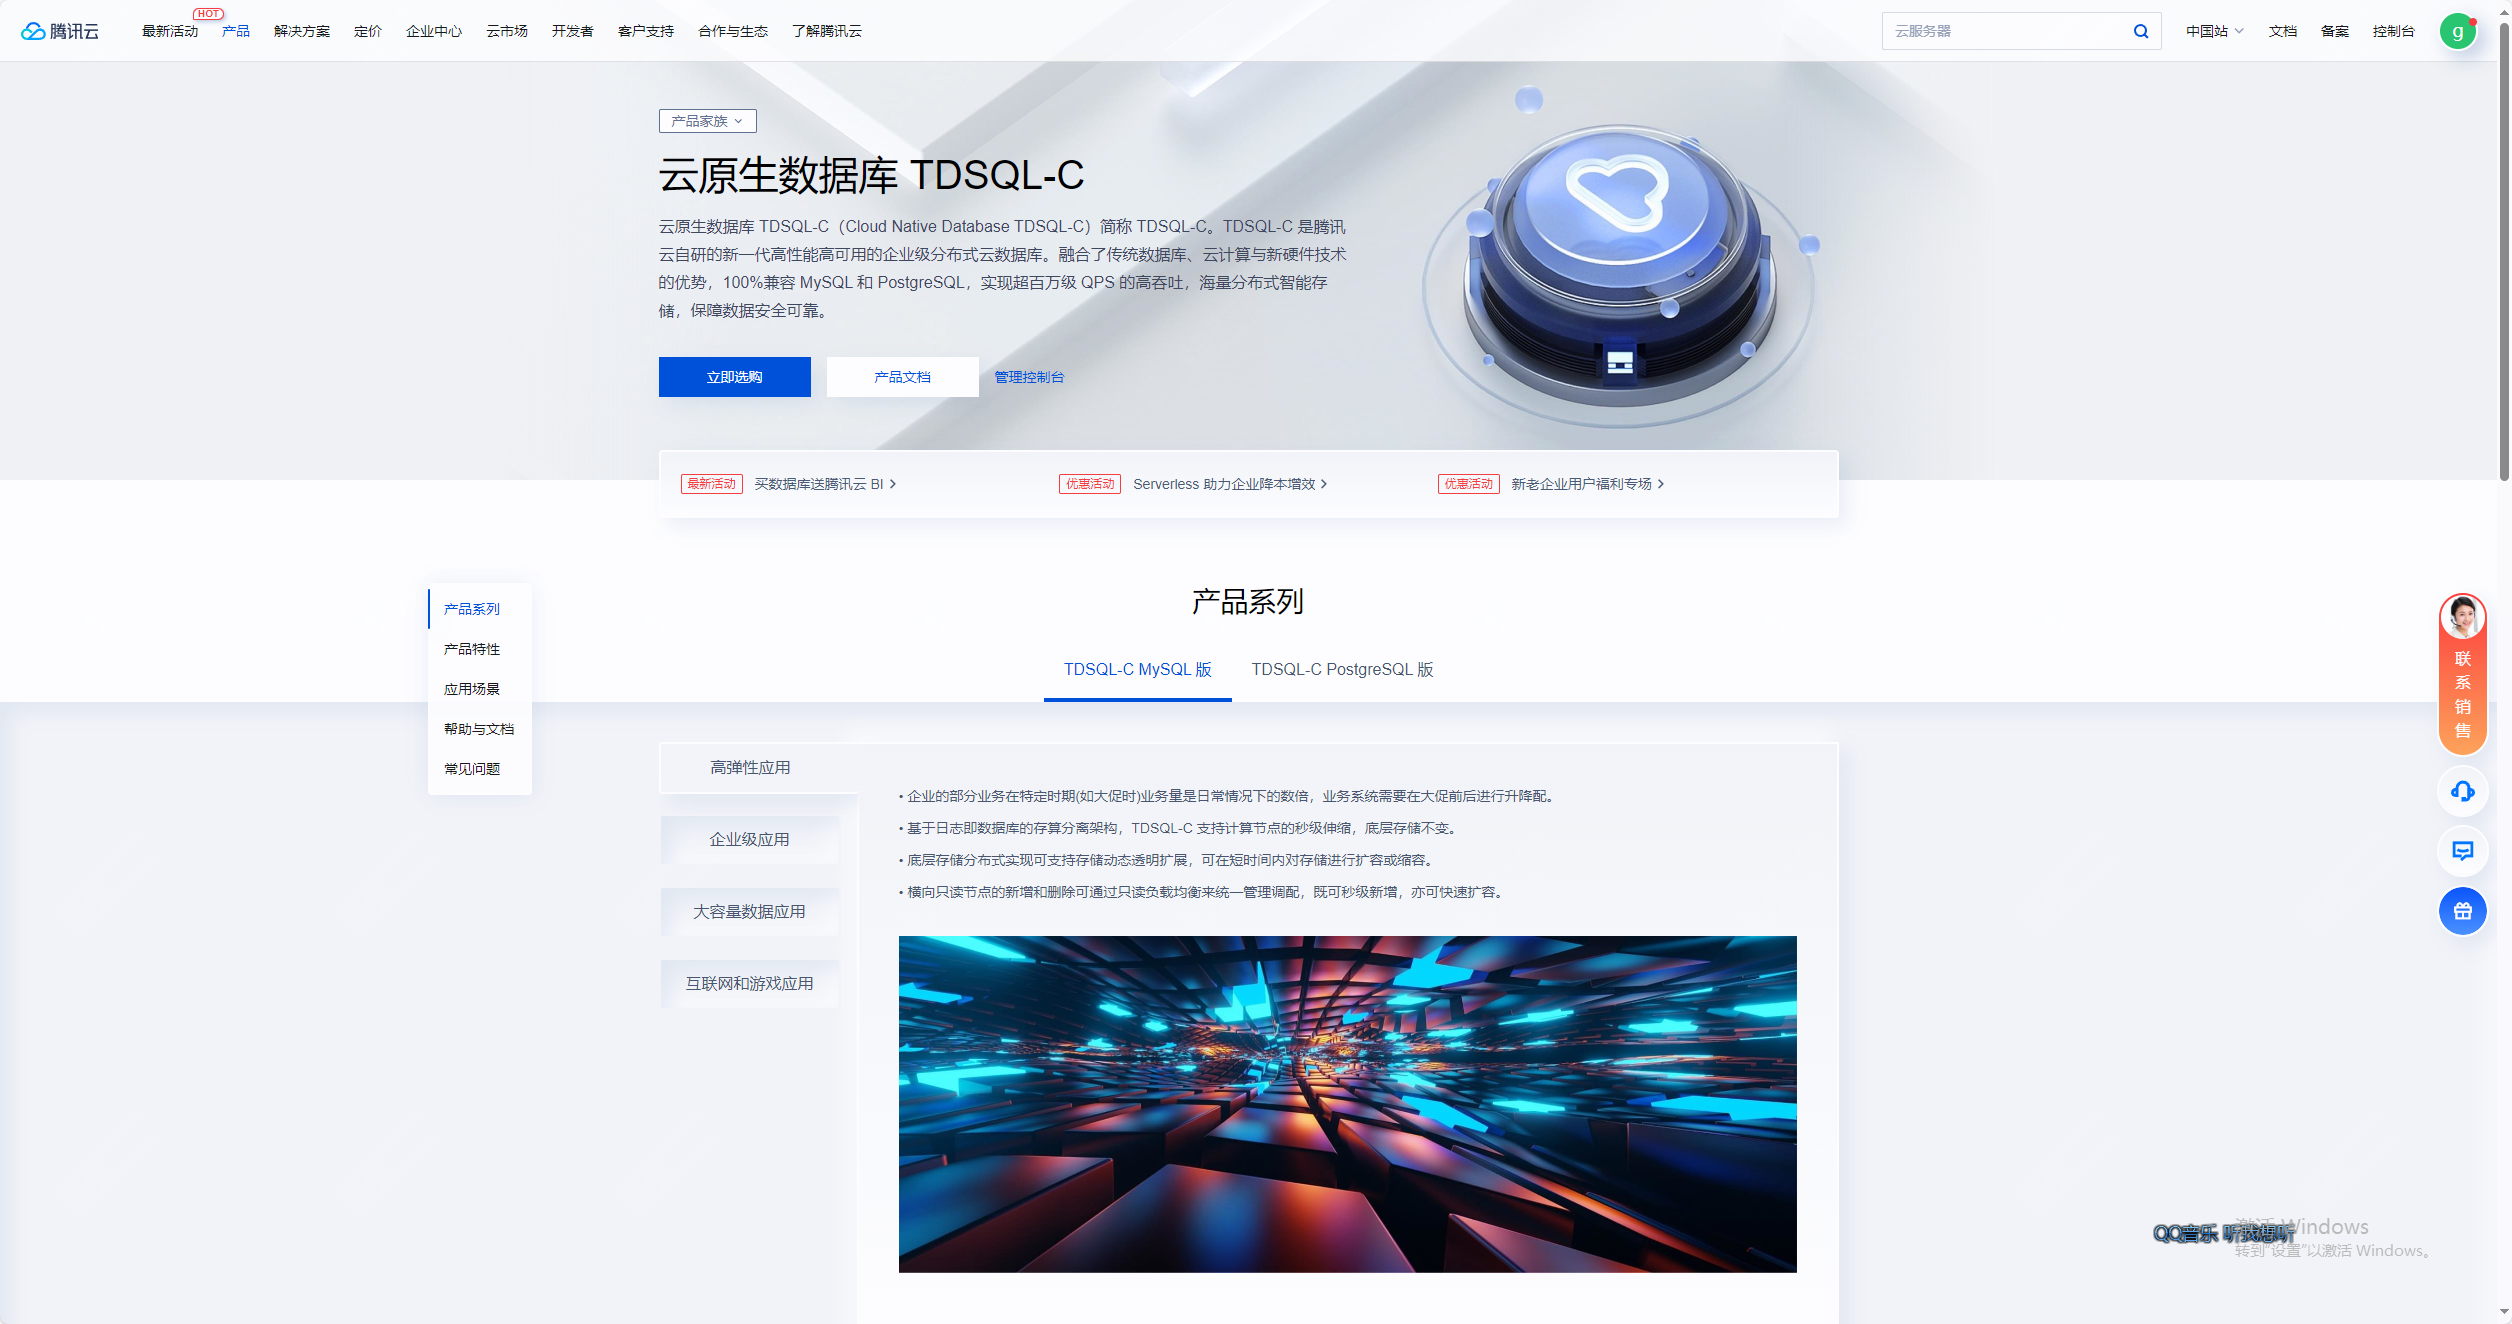 腾讯云
最新活动 HOT 产品 解决方案 定价 企业中心 云市场 开发者 客户支持 合作与生态 了解腾讯云
云服务器
中国站 文档 备案 控制台 g
产品家族
云原生数据库 TDSQL-C
云原生数据库 TDSQL-C（Cloud Native Database TDSQL-C）简称 TDSQL-C。TDSQL-C 是腾讯
云自研的新一代高性能高可用的企业级分布式云数据库。融合了传统数据库、云计算与新硬件技术
的优势，100%兼容 MySQL 和 PostgreSQL，实现超百万级 QPS 的高吞吐，海量分布式智能存
储，保障数据安全可靠。
立即选购 产品文档 管理控制台
最新活动 买数据库送腾讯云 BI
优惠活动 Serverless 助力企业降本增效
优惠活动 新老企业用户福利专场
产品系列
产品特性
应用场景
帮助与文档
常见问题
产品系列
TDSQL-C MySQL 版 TDSQL-C PostgreSQL 版
高弹性应用
企业级应用
大容量数据应用
互联网和游戏应用
• 企业的部分业务在特定时期(如大促时)业务量是日常情况下的数倍，业务系统需要在大促前后进行升降配。
• 基于日志即数据库的存算分离架构，TDSQL-C 支持计算节点的秒级伸缩，底层存储不变。
• 底层存储分布式实现可支持存储动态透明扩展，可在短时间内对存储进行扩容或缩容。
• 横向只读节点的新增和删除可通过只读负载均衡来统一管理调配，既可秒级新增，亦可快速扩容。
联系销售
QQ音乐 听我想听
激活 Windows
转到“设置”以激活 Windows。